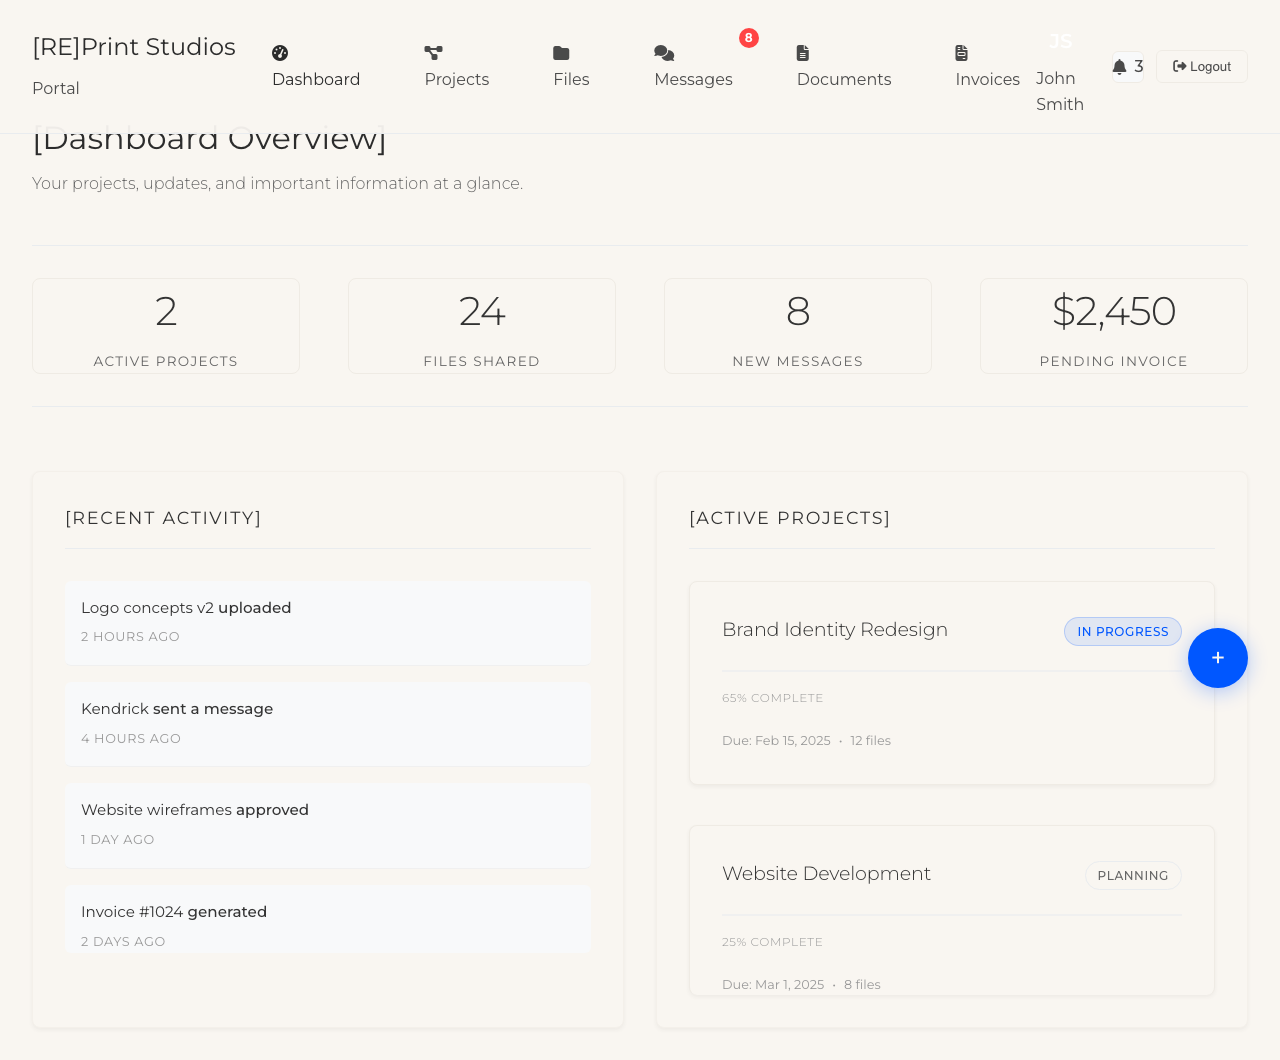 [RE]Print Studios
Portal
Dashboard
Projects
Files
Messages
8
Documents
Invoices
JS
John
Smith
3
Logout
[Dashboard Overview]
Your projects, updates, and important information at a glance.
2
ACTIVE PROJECTS
24
FILES SHARED
8
NEW MESSAGES
$2,450
PENDING INVOICE
[RECENT ACTIVITY]
Logo concepts v2 uploaded
2 HOURS AGO
Kendrick sent a message
4 HOURS AGO
Website wireframes approved
1 DAY AGO
Invoice #1024 generated
2 DAYS AGO
[ACTIVE PROJECTS]
Brand Identity Redesign
IN PROGRESS
65% COMPLETE
Due: Feb 15, 2025 • 12 files
Website Development
PLANNING
25% COMPLETE
Due: Mar 1, 2025 • 8 files
+